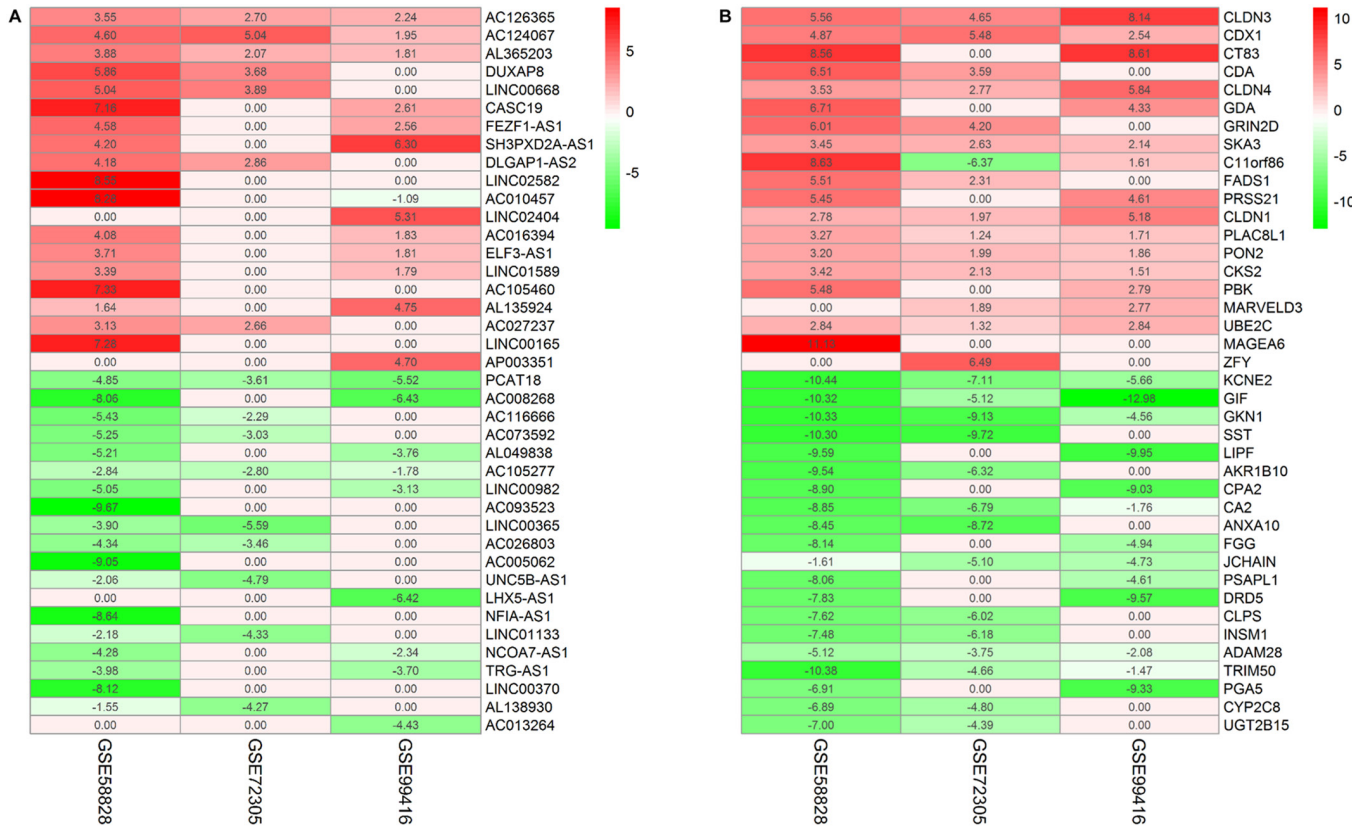 A
3.55 2.70 2.24 AC126365
4.60 5.04 1.95 AC124067
3.88 2.07 1.81 AL365203
5.86 3.68 0.00 DUXAP8
5.04 3.89 0.00 LINC00668
7.16 0.00 2.61 CASC19
4.58 0.00 2.56 FEZF1-AS1
4.20 0.00 6.30 SH3PXD2A-AS1
4.18 2.86 0.00 DLGAP1-AS2
0.00 0.00 LINC02582
0.00 -1.09 AC010457
0.00 0.00 5.31 LINC02404
4.08 0.00 1.83 AC016394
3.71 0.00 1.81 ELF3-AS1
3.39 0.00 1.79 LINC01589
7.33 0.00 0.00 AC105460
1.64 0.00 4.75 AL135924
3.13 2.66 0.00 AC027237
7.28 0.00 0.00 LINC00165
0.00 0.00 4.70 AP003351
-4.85 -3.61 -5.52 PCAT18
-8.06 0.00 -6.43 AC008268
-5.43 -2.29 0.00 AC116666
-5.25 -3.03 0.00 AC073592
-5.21 0.00 -3.76 AL049838
-2.84 -2.80 -1.78 AC105277
-5.05 0.00 -3.13 LINC00982
-9.67 0.00 0.00 AC093523
-3.90 -5.59 0.00 LINC00365
-4.34 -3.46 0.00 AC026803
-9.05 0.00 0.00 AC005062
-2.06 -4.79 0.00 UNC5B-AS1
0.00 0.00 -6.42 LHX5-AS1
-8.64 0.00 0.00 NFIA-AS1
-2.18 -4.33 0.00 LINC01133
-4.28 0.00 -2.34 NCOA7-AS1
-3.98 0.00 -3.70 TRG-AS1
-8.12 0.00 0.00 LINC00370
-1.55 -4.27 0.00 AL138930
0.00 0.00 -4.43 AC013264
GSE58828 GSE72305 GSE99416
5
0
-5
B
5.56 4.65 8.14 CLDN3
4.87 5.48 2.54 CDX1
8.56 0.00 8.61 CT83
6.51 3.59 0.00 CDA
3.53 2.77 5.84 CLDN4
6.71 0.00 4.33 GDA
6.01 4.20 0.00 GRIN2D
3.45 2.63 2.14 SKA3
8.63 -6.37 1.61 C11orf86
5.51 2.31 0.00 FADS1
5.45 0.00 4.61 PRSS21
2.78 1.97 5.18 CLDN1
3.27 1.24 1.71 PLAC8L1
3.20 1.99 1.86 PON2
3.42 2.13 1.51 CKS2
5.48 0.00 2.79 PBK
0.00 1.89 2.77 MARVELD3
2.84 1.32 2.84 UBE2C
0.00 0.00 MAGEA6
0.00 6.49 0.00 ZFY
-10.44 -7.11 -5.66 KCNE2
-10.32 -5.12 -12.98 GIF
-10.33 -9.13 -4.56 GKN1
-10.30 -9.72 0.00 SST
-9.59 0.00 -9.95 LIPF
-9.54 -6.32 0.00 AKR1B10
-8.90 0.00 -9.03 CPA2
-8.85 -6.79 -1.76 CA2
-8.45 -8.72 0.00 ANXA10
-8.14 0.00 -4.94 FGG
-1.61 -5.10 -4.73 JCHAIN
-8.06 0.00 -4.61 PSAPL1
-7.83 0.00 -9.57 DRD5
-7.62 -6.02 0.00 CLPS
-7.48 -6.18 0.00 INSM1
-5.12 -3.75 -2.08 ADAM28
-10.38 -4.66 -1.47 TRIM50
-6.91 0.00 -9.33 PGA5
-6.89 -4.80 0.00 CYP2C8
-7.00 -4.39 0.00 UGT2B15
GSE58828 GSE72305 GSE99416
10
5
0
-5
-10